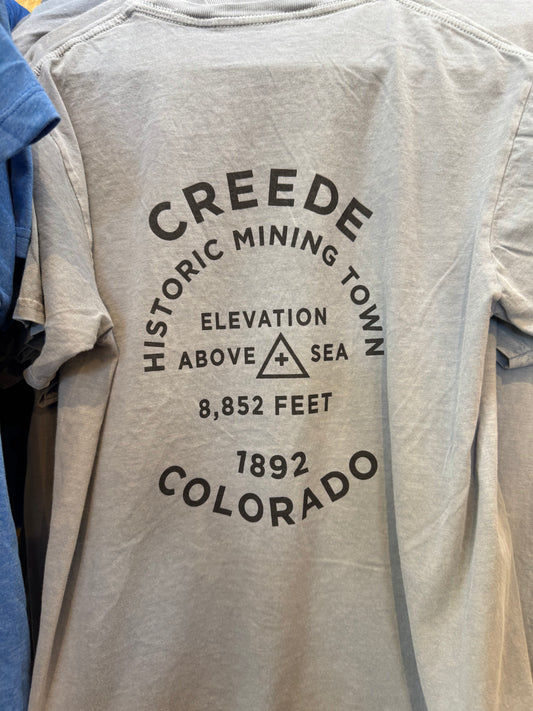 CREEDE
HISTORIC MINING TOWN
ELEVATION
ABOVE + SEA
8,852 FEET
1892
COLORADO